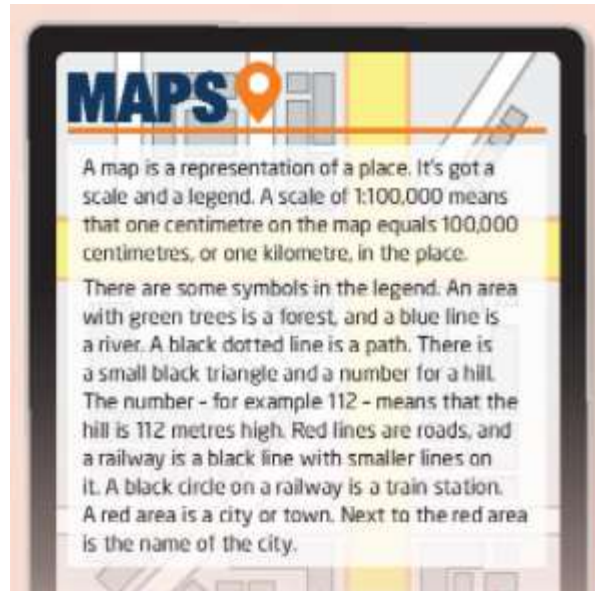 MAPS
A map is a representation of a place. It's got a
scale and a legend. A scale of 1:100,000 means
that one centimetre on the map equals 100,000
centimetres, or one kilometre, in the place.
There are some symbols in the legend. An area
with green trees is a forest, and a blue line is
a river. A black dotted line is a path. There is
a small black triangle and a number for a hill.
The number - for example 112 - means that the
hill is 112 metres high. Red lines are roads, and
a railway is a black line with smaller lines on
it. A black circle on a railway is a train station.
A red area is a city or town. Next to the red area
is the name of the city.